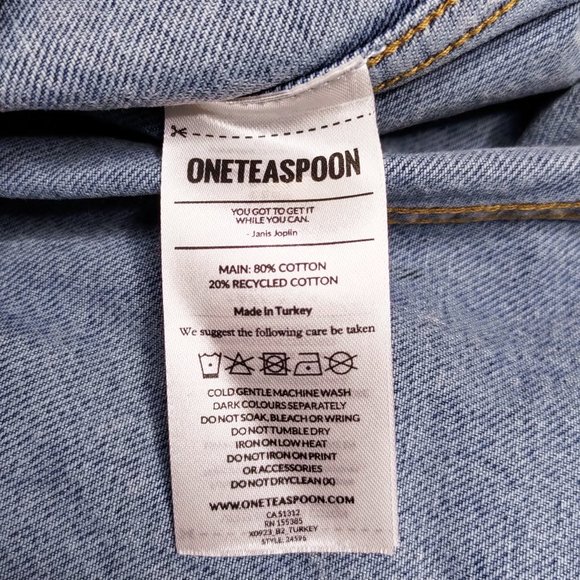 ONETEASPOON
YOU GOT TO GET IT
WHILE YOU CAN.
- Janis Joplin
MAIN: 80% COTTON
20% RECYCLED COTTON
Made in Turkey
We suggest the following care be taken
COLD GENTLE MACHINE WASH
DARK COLOURS SEPARATELY
DO NOT SOAK, BLEACH OR WRING
DO NOT TUMBLE DRY
IRON ON LOW HEAT
DO NOT IRON ON PRINT
OR ACCESSORIES
DO NOT DRYCLEAN (X)
WWW.ONETEASPOON.COM
CA 51312
RN 155385
X0923_B2_TURKEY
STYLE: 24596